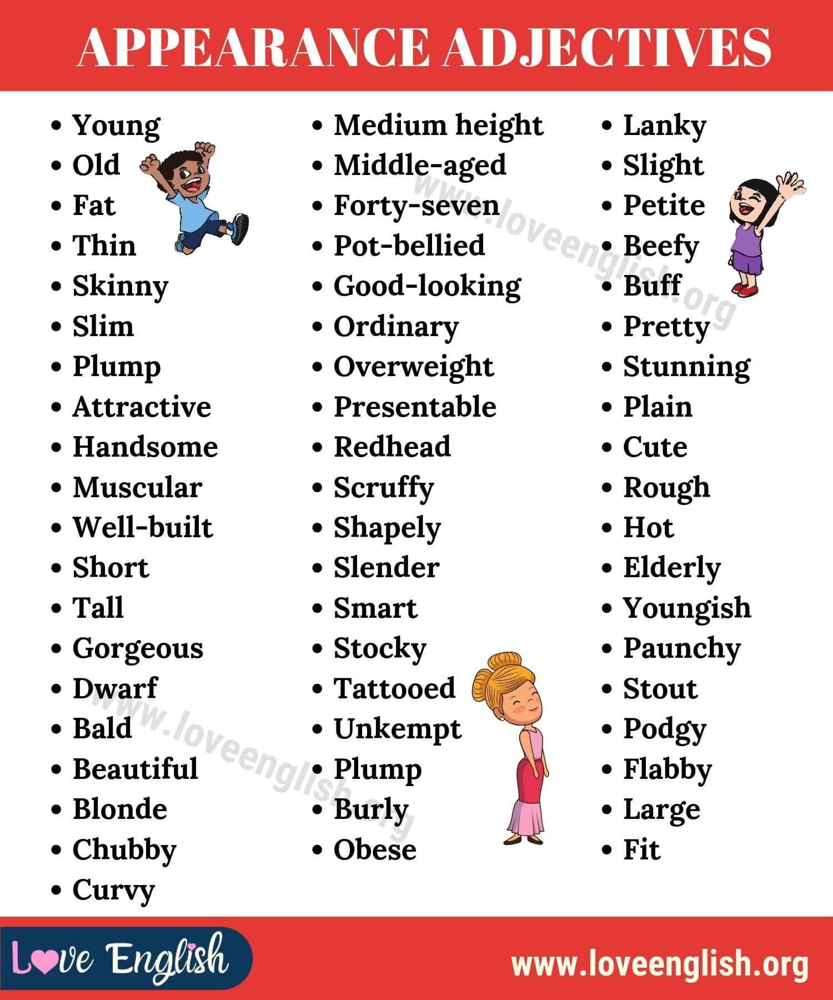 APPEARANCE ADJECTIVES
• Young
• Old
• Fat
• Thin
• Skinny
• Slim
• Plump
• Attractive
• Handsome
• Muscular
• Well-built
• Short
• Tall
• Gorgeous
• Dwarf
• Bald
• Beautiful
• Blonde
• Chubby
• Curvy
• Medium height
• Middle-aged
• Forty-seven
• Pot-bellied
• Good-looking
• Ordinary
• Overweight
• Presentable
• Redhead
• Scruffy
• Shapely
• Slender
• Smart
• Stocky
• Tattooed
• Unkempt
• Plump
• Burly
• Obese
• Lanky
• Slight
• Petite
• Beefy
• Buff
• Pretty
• Stunning
• Plain
• Cute
• Rough
• Hot
• Elderly
• Youngish
• Paunchy
• Stout
• Podgy
• Flabby
• Large
• Fit
www.loveenglish.org
www.loveenglish.org
Love English
www.loveenglish.org